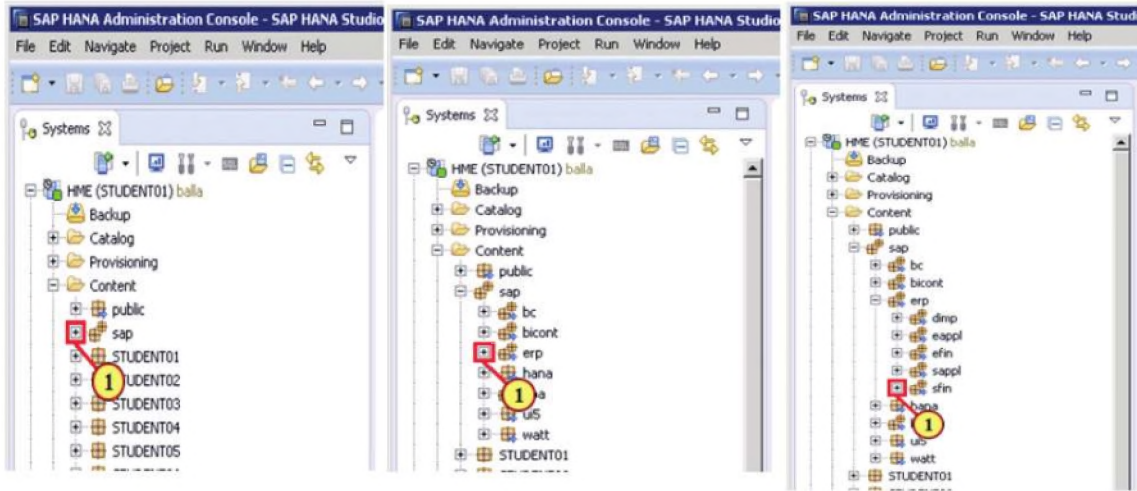 SAP HANA Administration Console - SAP HANA Studio
File Edit Navigate Project Run Window Help
Systems
HME (STUDENT01) balla
Backup
Catalog
Provisioning
Content
public
sap
STUDENT01
1
STUDENT03
STUDENT04
STUDENT05
SAP HANA Administration Console - SAP HANA Studio
File Edit Navigate Project Run Window Help
Systems
HME (STUDENT01) balla
Backup
Catalog
Provisioning
Content
public
sap
bc
bicont
erp
hana
1
ui5
watt
STUDENT01
SAP HANA Administration Console - SAP HANA Stud
File Edit Navigate Project Run Window Help
Systems
HME (STUDENT01) balla
Backup
Catalog
Provisioning
Content
public
sap
bc
bicont
erp
dimp
eappl
efin
sappl
sfin
hana
1
ui5
watt
STUDENT01